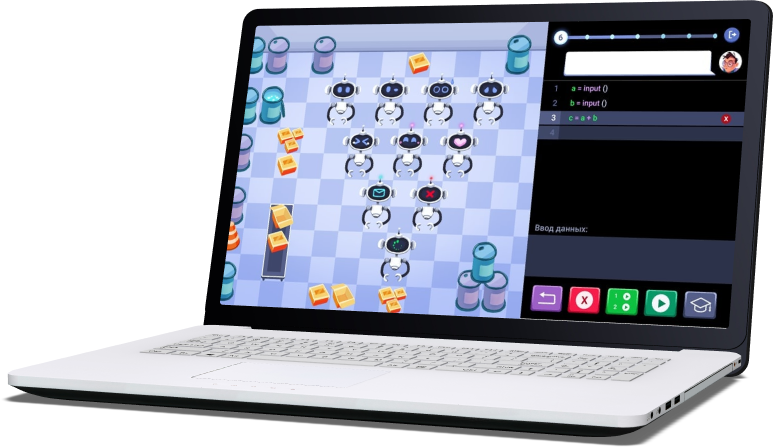 6
1 a = input ()
2 b = input ()
3 c = a + b
4
Ввод данных: